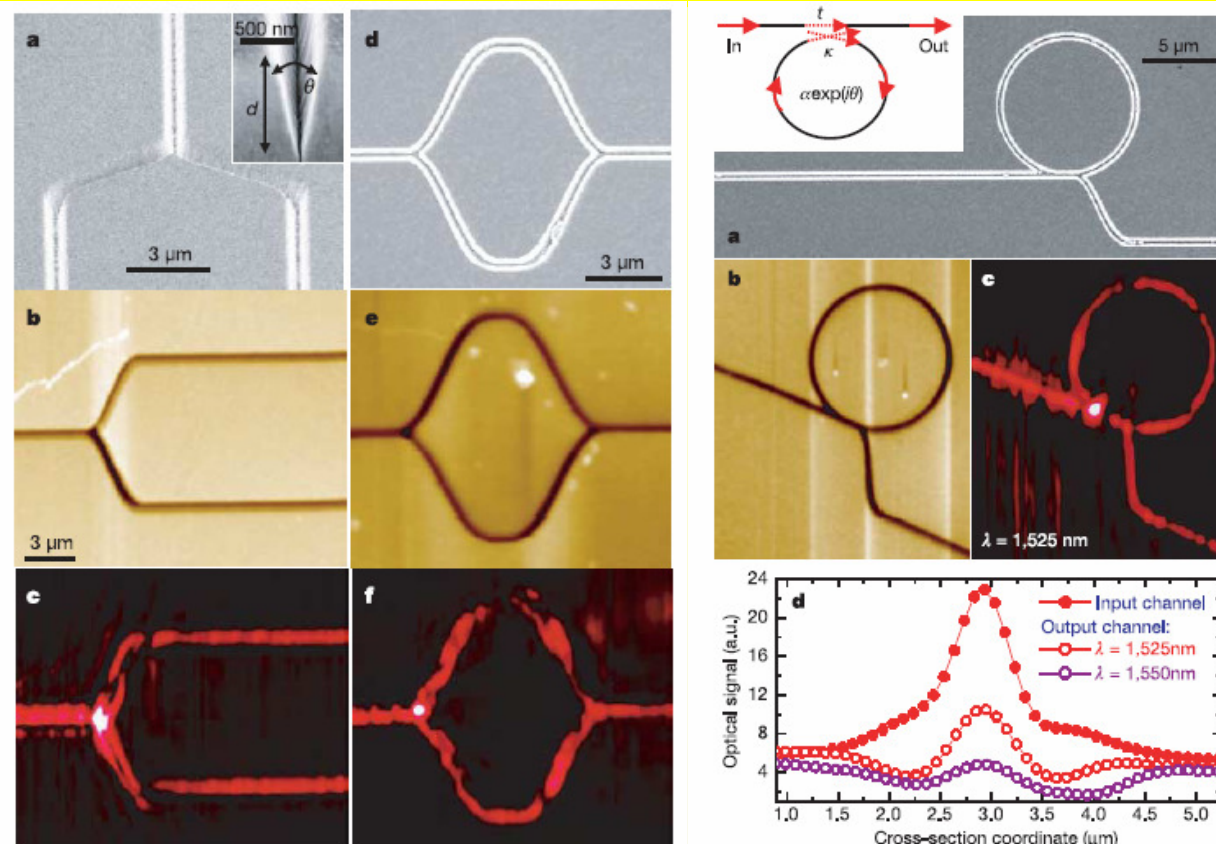 a
500 nm
θ
d
3 µm
d
3 µm
b
3 µm
e
c
f
t
In
Out
κ
αexp(iθ)
5 µm
a
b
c
λ = 1,525 nm
d
Optical signal (a.u.)
24
20
16
12
8
4
Input channel
Output channel:
λ = 1,525nm
λ = 1,550nm
1.0
1.5
2.0
2.5
3.0
3.5
4.0
4.5
5.0
Cross-section coordinate (µm)